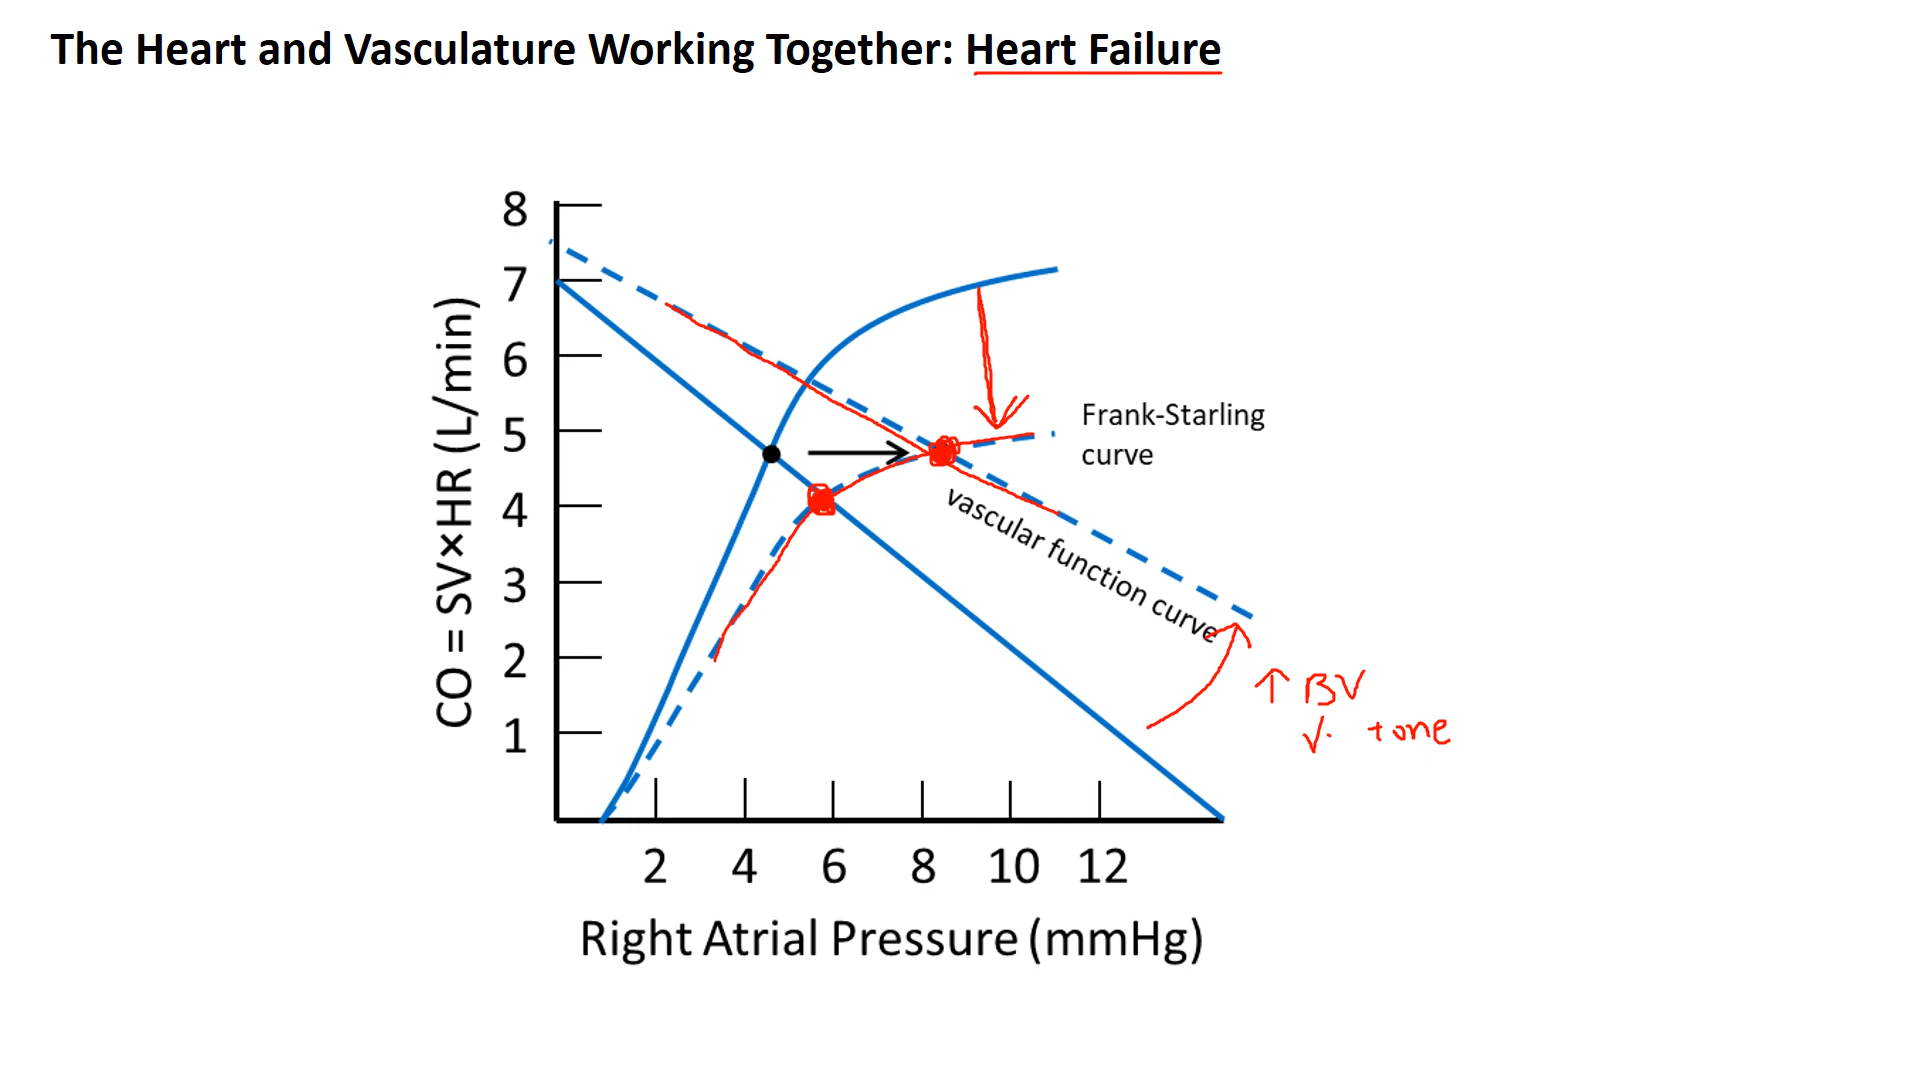 The Heart and Vasculature Working Together: Heart Failure
CO = SV×HR (L/min)
8
7
6
5
4
3
2
1
Frank-Starling
curve
vascular function curve
↑ BV
↓. tone
2 4 6 8 10 12
Right Atrial Pressure (mmHg)